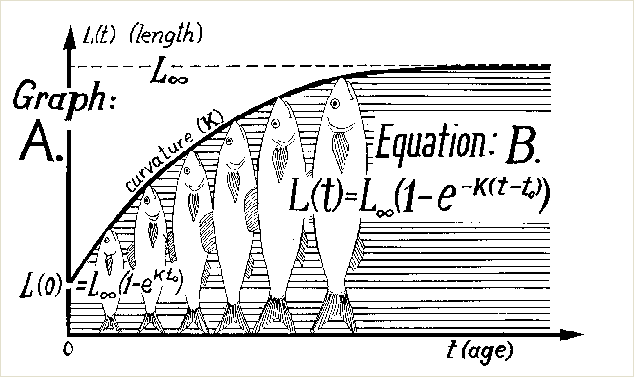 L(t) (length)
L∞
Graph:
A.
curvature (K)
Equation: B.
L(t)=L∞(1-e^-K(t-t₀))
L(0)=L∞(1-e^Kt₀)
0
t (age)